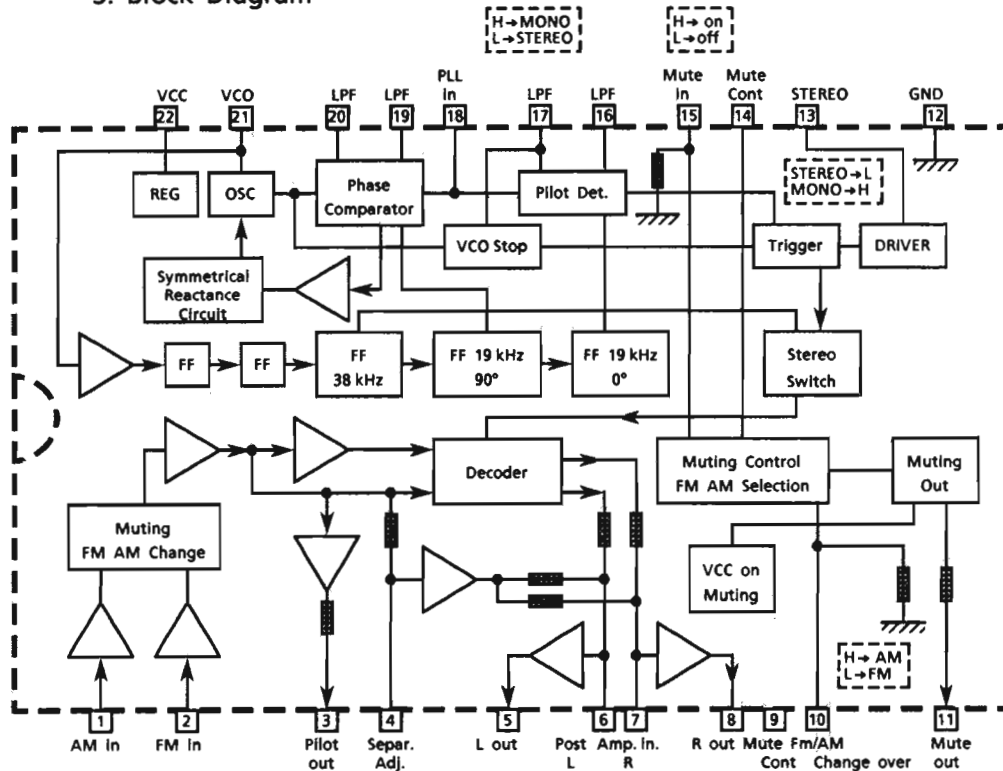 3. Block Diagram
H→MONO
L→STEREO
H→on
L→off
VCC
VCO
LPF
LPF
PLL
in
LPF
LPF
Mute
in
Mute
Cont
STEREO
GND
22
21
20
19
18
17
16
15
14
13
12
REG
OSC
Phase
Comparator
Pilot Det.
STEREO→L
MONO→H
VCO Stop
Trigger
DRIVER
Symmetrical
Reactance
Circuit
FF
FF
FF
38 kHz
FF 19 kHz
90°
FF 19 kHz
0°
Stereo
Switch
Decoder
Muting Control
FM AM Selection
Muting
Out
Muting
FM AM Change
VCC on
Muting
H→AM
L→FM
1
2
3
4
5
6
7
8
9
10
11
AM in
FM in
Pilot
out
Separ.
Adj.
L out
Post Amp. in.
L
R
R out
Mute
Cont
Fm/AM
Change over
Mute
out